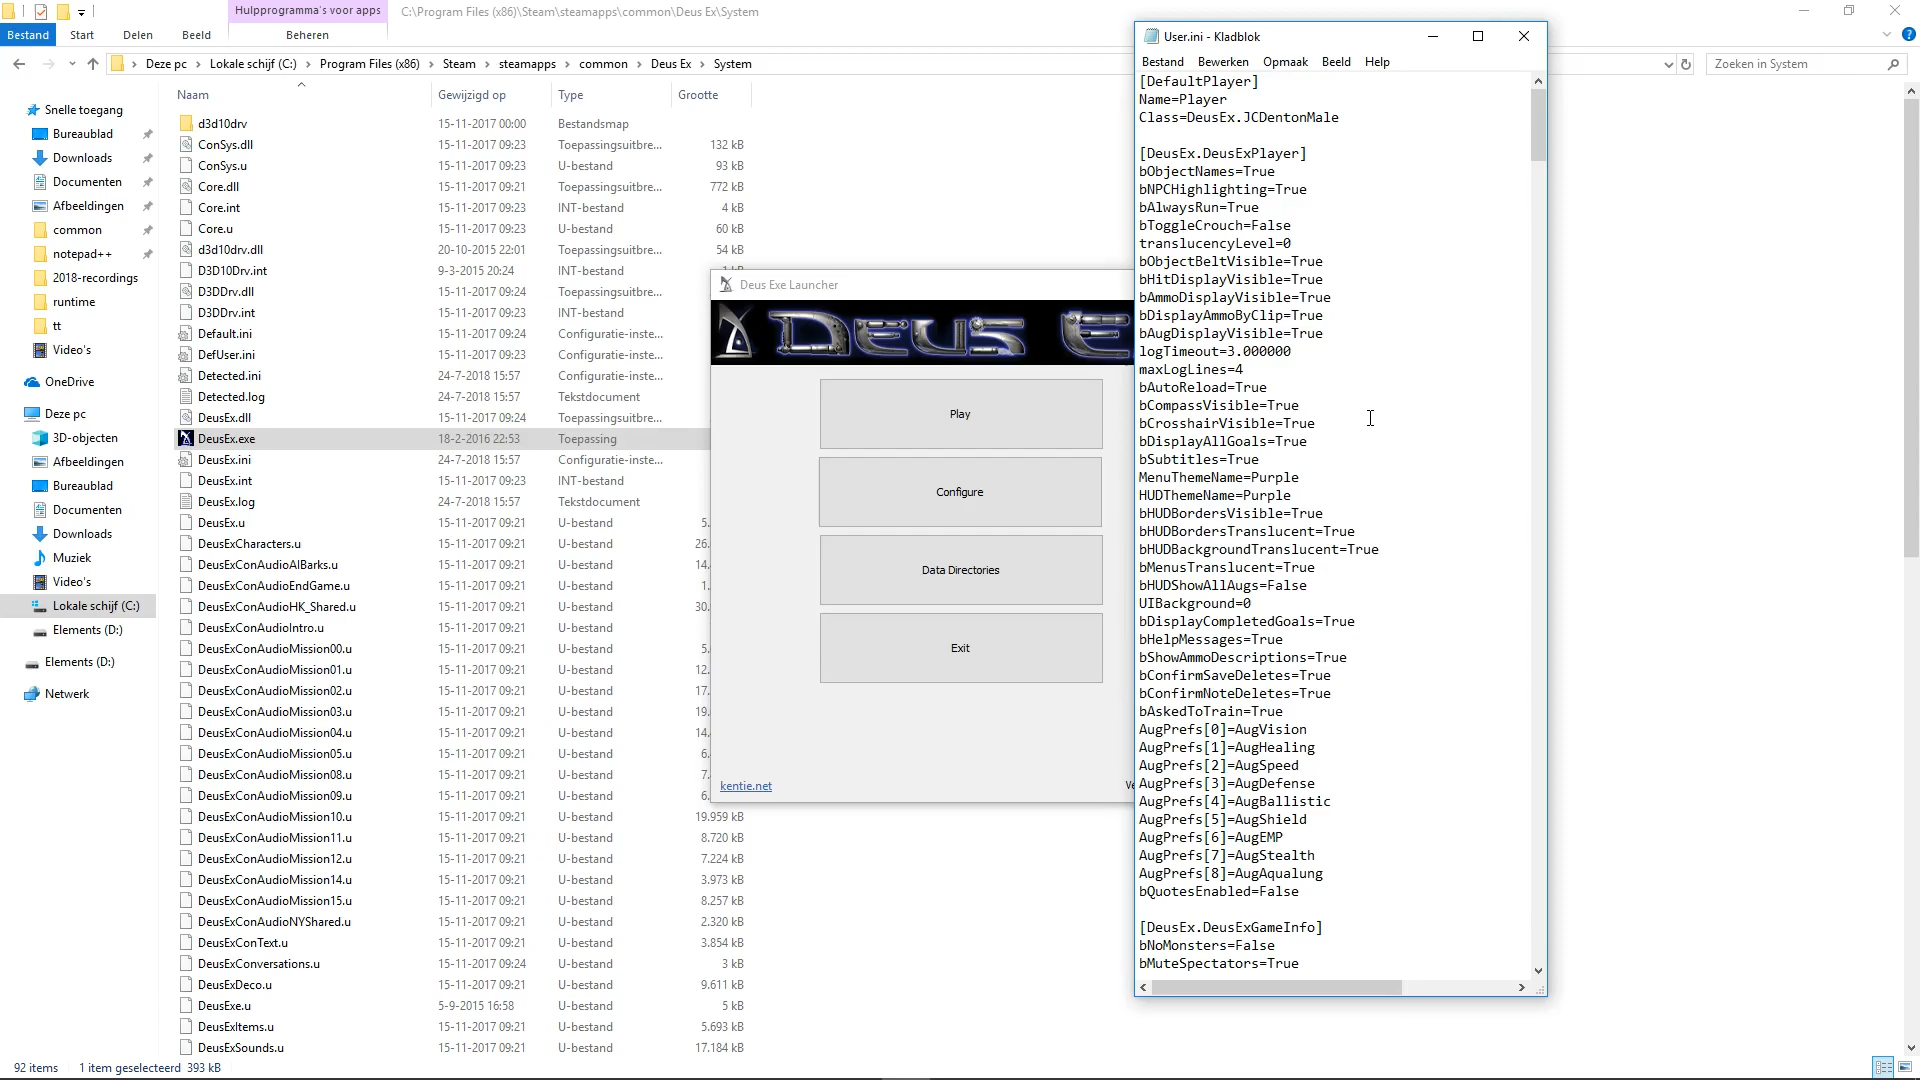 Hulpprogramma's voor apps
C:\Program Files (x86)\Steam\steamapps\common\Deus Ex\System
Bestand Start Delen Beeld Beheren
Deze pc Lokale schijf (C:) Program Files (x86) Steam steamapps common Deus Ex System
Zoeken in System
Snelle toegang
Bureaublad
Downloads
Documenten
Afbeeldingen
common
notepad++
2018-recordings
runtime
tt
Video's
OneDrive
Deze pc
3D-objecten
Afbeeldingen
Bureaublad
Documenten
Downloads
Muziek
Video's
Lokale schijf (C:)
Elements (D:)
Elements (D:)
Netwerk
Naam Gewijzigd op Type Grootte
d3d10drv 15-11-2017 00:00 Bestandsmap
ConSys.dll 15-11-2017 09:23 Toepassingsuitbre... 132 kB
ConSys.u 15-11-2017 09:23 U-bestand 93 kB
Core.dll 15-11-2017 09:21 Toepassingsuitbre... 772 kB
Core.int 15-11-2017 09:23 INT-bestand 4 kB
Core.u 15-11-2017 09:23 U-bestand 60 kB
d3d10drv.dll 20-10-2015 22:01 Toepassingsuitbre... 54 kB
D3D10Drv.int 9-3-2015 20:24 INT-bestand
D3DDrv.dll 15-11-2017 09:24 Toepassingsuitbre...
D3DDrv.int 15-11-2017 09:23 INT-bestand
Default.ini 15-11-2017 09:24 Configuratie-inste...
DefUser.ini 15-11-2017 09:23 Configuratie-inste...
Detected.ini 24-7-2018 15:57 Configuratie-inste...
Detected.log 24-7-2018 15:57 Tekstdocument
DeusEx.dll 15-11-2017 09:24 Toepassingsuitbre...
DeusEx.exe 18-2-2016 22:53 Toepassing
DeusEx.ini 24-7-2018 15:57 Configuratie-inste...
DeusEx.int 15-11-2017 09:23 INT-bestand
DeusEx.log 24-7-2018 15:57 Tekstdocument
DeusEx.u 15-11-2017 09:21 U-bestand 5.
DeusExCharacters.u 15-11-2017 09:21 U-bestand 26.
DeusExConAudioAIBarks.u 15-11-2017 09:21 U-bestand 14.
DeusExConAudioEndGame.u 15-11-2017 09:21 U-bestand 1.
DeusExConAudioHK_Shared.u 15-11-2017 09:21 U-bestand 30.
DeusExConAudioIntro.u 15-11-2017 09:21 U-bestand
DeusExConAudioMission00.u 15-11-2017 09:21 U-bestand 5.
DeusExConAudioMission01.u 15-11-2017 09:21 U-bestand 12.
DeusExConAudioMission02.u 15-11-2017 09:21 U-bestand 17.
DeusExConAudioMission03.u 15-11-2017 09:21 U-bestand 19.
DeusExConAudioMission04.u 15-11-2017 09:21 U-bestand 14.
DeusExConAudioMission05.u 15-11-2017 09:21 U-bestand 6.
DeusExConAudioMission08.u 15-11-2017 09:21 U-bestand 7.
DeusExConAudioMission09.u 15-11-2017 09:21 U-bestand 6.
DeusExConAudioMission10.u 15-11-2017 09:21 U-bestand 19.959 kB
DeusExConAudioMission11.u 15-11-2017 09:21 U-bestand 8.720 kB
DeusExConAudioMission12.u 15-11-2017 09:21 U-bestand 7.224 kB
DeusExConAudioMission14.u 15-11-2017 09:21 U-bestand 3.973 kB
DeusExConAudioMission15.u 15-11-2017 09:21 U-bestand 8.257 kB
DeusExConAudioNYShared.u 15-11-2017 09:21 U-bestand 2.320 kB
DeusExConText.u 15-11-2017 09:21 U-bestand 3.854 kB
DeusExConversations.u 15-11-2017 09:24 U-bestand 3 kB
DeusExDeco.u 15-11-2017 09:21 U-bestand 9.611 kB
DeusExe.u 5-9-2015 16:58 U-bestand 5 kB
DeusExItems.u 15-11-2017 09:21 U-bestand 5.693 kB
DeusExSounds.u 15-11-2017 09:21 U-bestand 17.184 kB
92 items 1 item geselecteerd 393 kB
Deus Exe Launcher
DEUS E
Play
Configure
Data Directories
Exit
kentie.net
Ve
User.ini - Kladblok
Bestand Bewerken Opmaak Beeld Help
[DefaultPlayer]
Name=Player
Class=DeusEx.JCDentonMale
[DeusEx.DeusExPlayer]
bObjectNames=True
bNPCHighlighting=True
bAlwaysRun=True
bToggleCrouch=False
translucencyLevel=0
bObjectBeltVisible=True
bHitDisplayVisible=True
bAmmoDisplayVisible=True
bDisplayAmmoByClip=True
bAugDisplayVisible=True
logTimeout=3.000000
maxLogLines=4
bAutoReload=True
bCompassVisible=True
bCrosshairVisible=True
bDisplayAllGoals=True
bSubtitles=True
MenuThemeName=Purple
HUDThemeName=Purple
bHUDBordersVisible=True
bHUDBordersTranslucent=True
bHUDBackgroundTranslucent=True
bMenusTranslucent=True
bHUDShowAllAugs=False
UIBackground=0
bDisplayCompletedGoals=True
bHelpMessages=True
bShowAmmoDescriptions=True
bConfirmSaveDeletes=True
bConfirmNoteDeletes=True
bAskedToTrain=True
AugPrefs[0]=AugVision
AugPrefs[1]=AugHealing
AugPrefs[2]=AugSpeed
AugPrefs[3]=AugDefense
AugPrefs[4]=AugBallistic
AugPrefs[5]=AugShield
AugPrefs[6]=AugEMP
AugPrefs[7]=AugStealth
AugPrefs[8]=AugAqualung
bQuotesEnabled=False
[DeusEx.DeusExGameInfo]
bNoMonsters=False
bMuteSpectators=True